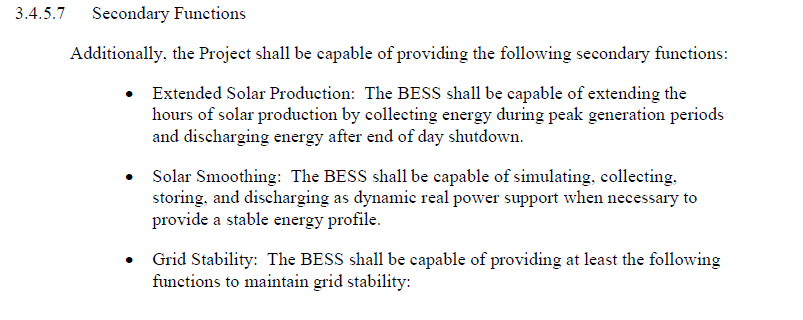 3.4.5.7 Secondary Functions
Additionally, the Project shall be capable of providing the following secondary functions:
• Extended Solar Production: The BESS shall be capable of extending the
hours of solar production by collecting energy during peak generation periods
and discharging energy after end of day shutdown.
• Solar Smoothing: The BESS shall be capable of simulating, collecting,
storing, and discharging as dynamic real power support when necessary to
provide a stable energy profile.
• Grid Stability: The BESS shall be capable of providing at least the following
functions to maintain grid stability: